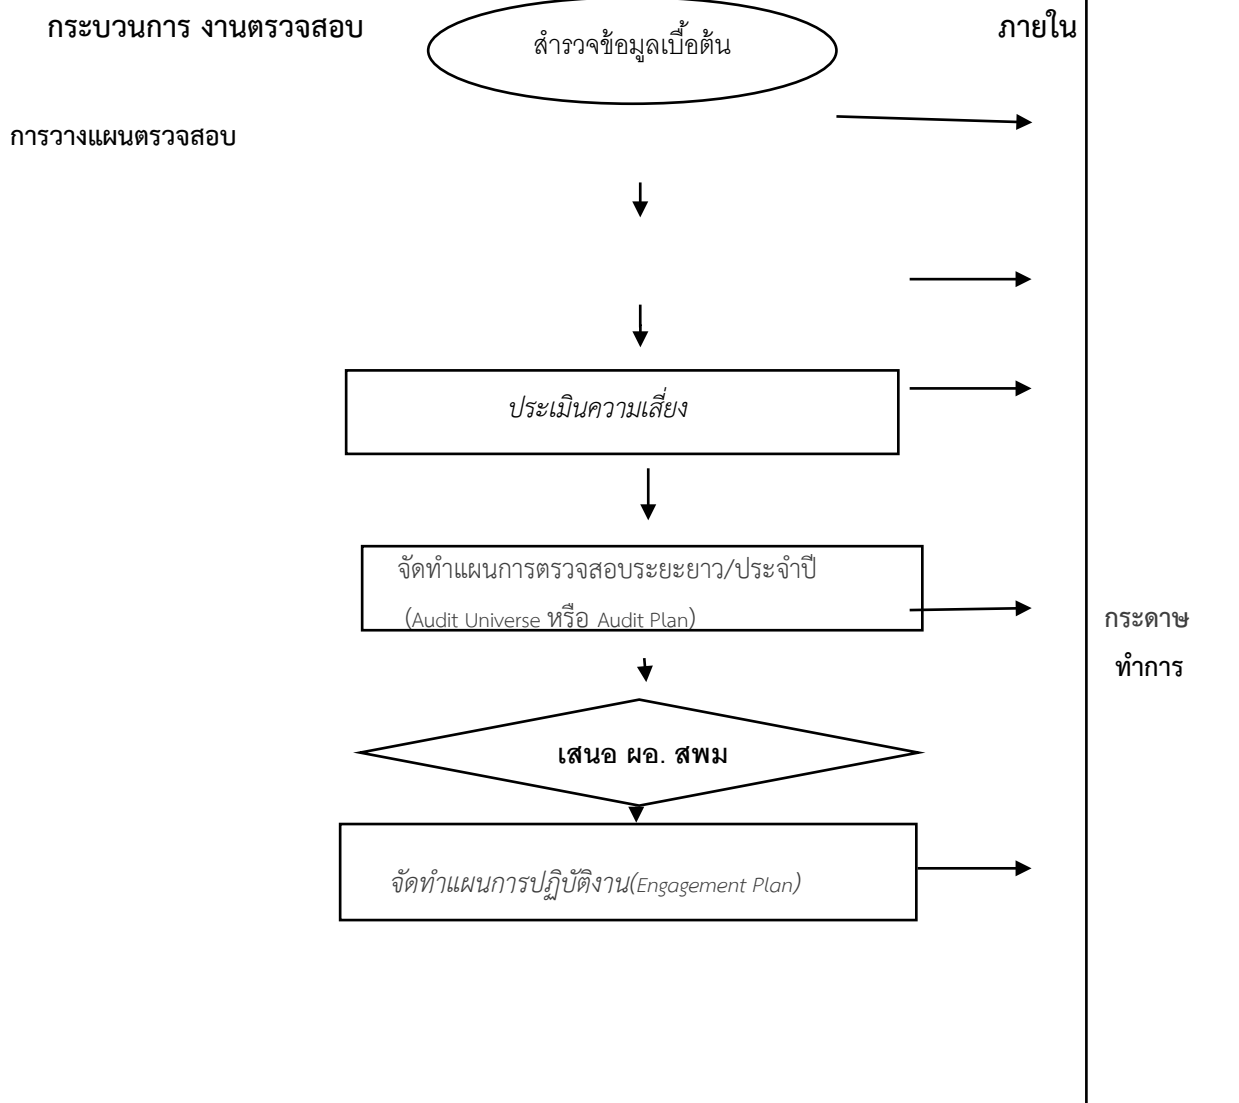 กระบวนการ งานตรวจสอบ
สำรวจข้อมูลเบื้อต้น
ภายใน
การวางแผนตรวจสอบ
ประเมินความเสี่ยง
จัดทำแผนการตรวจสอบระยะยาว/ประจำปี
(Audit Universe หรือ Audit Plan)
กระดาษ
ทำการ
เสนอ ผอ. สพม
จัดทำแผนการปฏิบัติงาน(Engagement Plan)